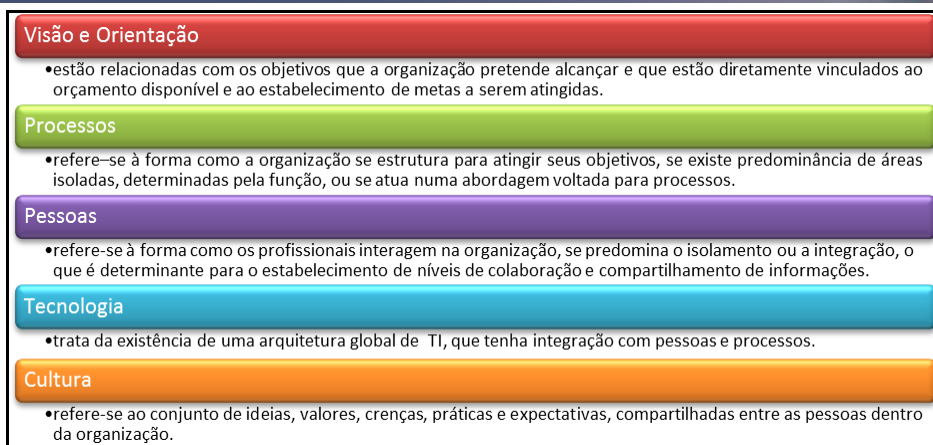 Visão e Orientação
•estão relacionadas com os objetivos que a organização pretende alcançar e que estão diretamente vinculados ao
orçamento disponível e ao estabelecimento de metas a serem atingidas.
Processos
•refere–se à forma como a organização se estrutura para atingir seus objetivos, se existe predominância de áreas
isoladas, determinadas pela função, ou se atua numa abordagem voltada para processos.
Pessoas
•refere-se à forma como os profissionais interagem na organização, se predomina o isolamento ou a integração, o
que é determinante para o estabelecimento de níveis de colaboração e compartilhamento de informações.
Tecnologia
•trata da existência de uma arquitetura global de TI, que tenha integração com pessoas e processos.
Cultura
•refere-se ao conjunto de ideias, valores, crenças, práticas e expectativas, compartilhadas entre as pessoas dentro
da organização.